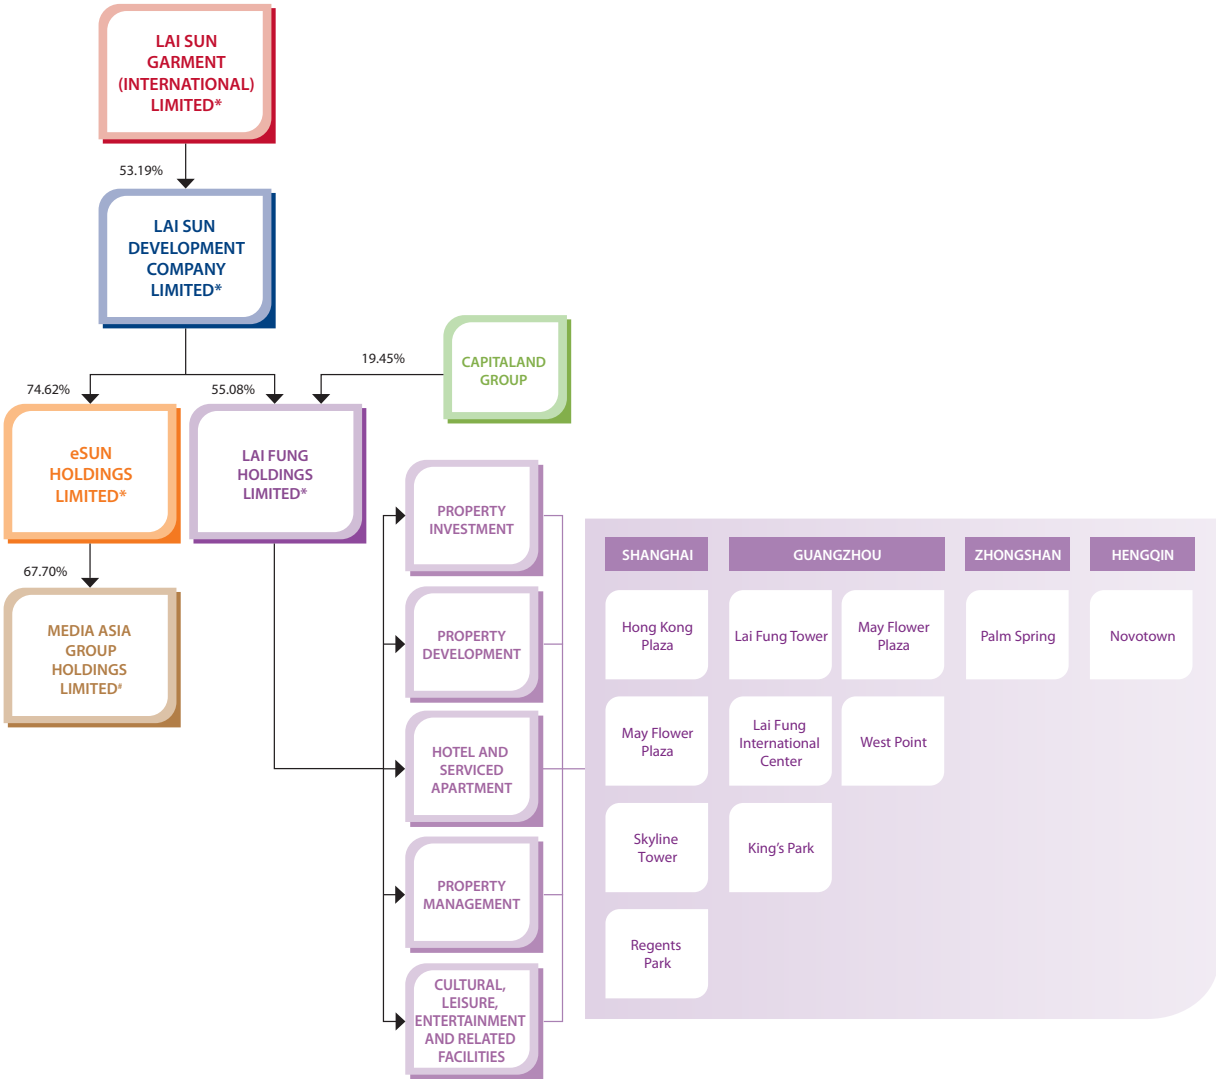 LAI SUN
GARMENT
(INTERNATIONAL)
LIMITED*
53.19%
LAI SUN
DEVELOPMENT
COMPANY
LIMITED*
19.45%
CAPITALAND
GROUP
74.62%
55.08%
eSUN
HOLDINGS
LIMITED*
LAI FUNG
HOLDINGS
LIMITED*
67.70%
MEDIA ASIA
GROUP
HOLDINGS
LIMITED#
PROPERTY
INVESTMENT
PROPERTY
DEVELOPMENT
HOTEL AND
SERVICED
APARTMENT
PROPERTY
MANAGEMENT
CULTURAL,
LEISURE,
ENTERTAINMENT
AND RELATED
FACILITIES
SHANGHAI
Hong Kong
Plaza
May Flower
Plaza
Skyline
Tower
Regents
Park
GUANGZHOU
Lai Fung Tower
May Flower
Plaza
Lai Fung
International
Center
West Point
King's Park
ZHONGSHAN
Palm Spring
HENGQIN
Novotown